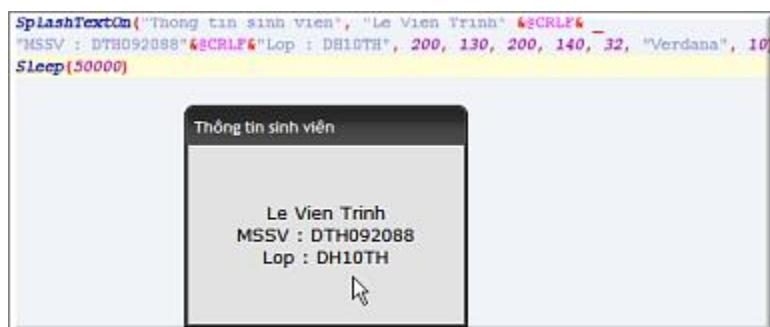 SplashTextOn("Thong tin sinh vien", "Le Vien Trinh" &@CRLF& _
"MSSV : DTH092088"&@CRLF&"Lop : DH10TH", 200, 130, 200, 140, 32, "Verdana", 10
Sleep(50000)
Thông tin sinh viên
Le Vien Trinh
MSSV : DTH092088
Lop : DH10TH